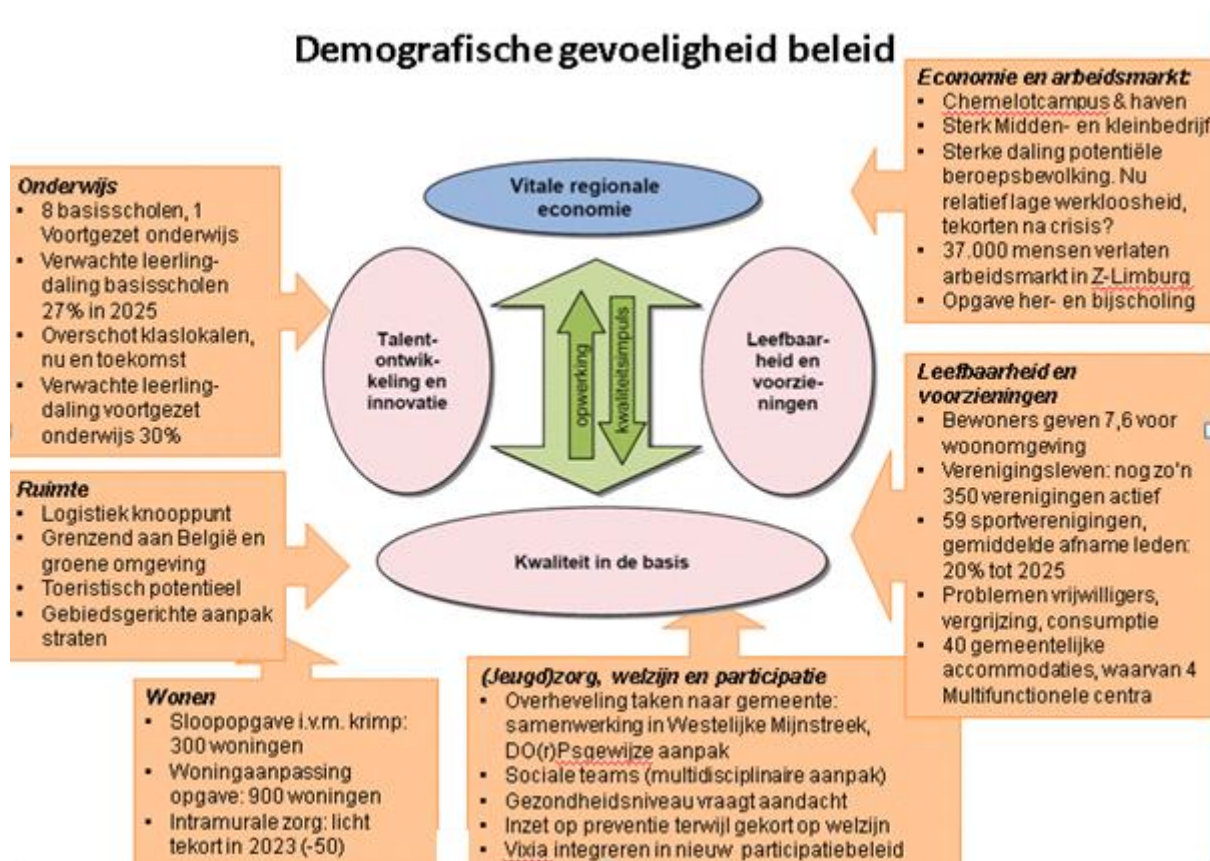 Demografische gevoeligheid beleid
Economie en arbeidsmarkt:
▪ Chemelotcampus & haven
▪ Sterk Midden- en kleinbedrijf
▪ Sterke daling potentiële
beroepsbevolking. Nu
relatief lage werkloosheid,
tekorten na crisis?
▪ 37.000 mensen verlaten
arbeidsmarkt in Z-Limburg
▪ Opgave her- en bijscholing
Onderwijs
▪ 8 basisscholen, 1
Voortgezet onderwijs
▪ Verwachte leerling-
daling basisscholen
27% in 2025
▪ Overschot klaslokalen,
nu en toekomst
▪ Verwachte leerling-
daling voortgezet
onderwijs 30%
Vitale regionale
economie
Talent-
ontwik-
keling en
innovatie
opwerking
kwaliteitsimpuls
Leefbaar-
heid en
voorzie-
ningen
Kwaliteit in de basis
Leefbaarheid en
voorzieningen
▪ Bewoners geven 7,6 voor
woonomgeving
▪ Verenigingsleven: nog zo'n
350 verenigingen actief
▪ 59 sportverenigingen,
gemiddelde afname leden:
20% tot 2025
▪ Problemen vrijwilligers,
vergrijzing, consumptie
▪ 40 gemeentelijke
accommodaties, waarvan 4
Multifunctionele centra
Ruimte
▪ Logistiek knooppunt
▪ Grenzend aan België en
groene omgeving
▪ Toeristisch potentieel
▪ Gebiedsgerichte aanpak
straten
Wonen
▪ Sloopopgave i.v.m. krimp:
300 woningen
▪ Woningaanpassing
opgave: 900 woningen
▪ Intramurale zorg: licht
tekort in 2023 (-50)
(Jeugd)zorg, welzijn en participatie
▪ Overheveling taken naar gemeente:
samenwerking in Westelijke Mijnstreek,
DO(r)Psgewijze aanpak
▪ Sociale teams (multidisciplinaire aanpak)
▪ Gezondheidsniveau vraagt aandacht
▪ Inzet op preventie terwijl gekort op welzijn
▪ Vixia integreren in nieuw participatiebeleid